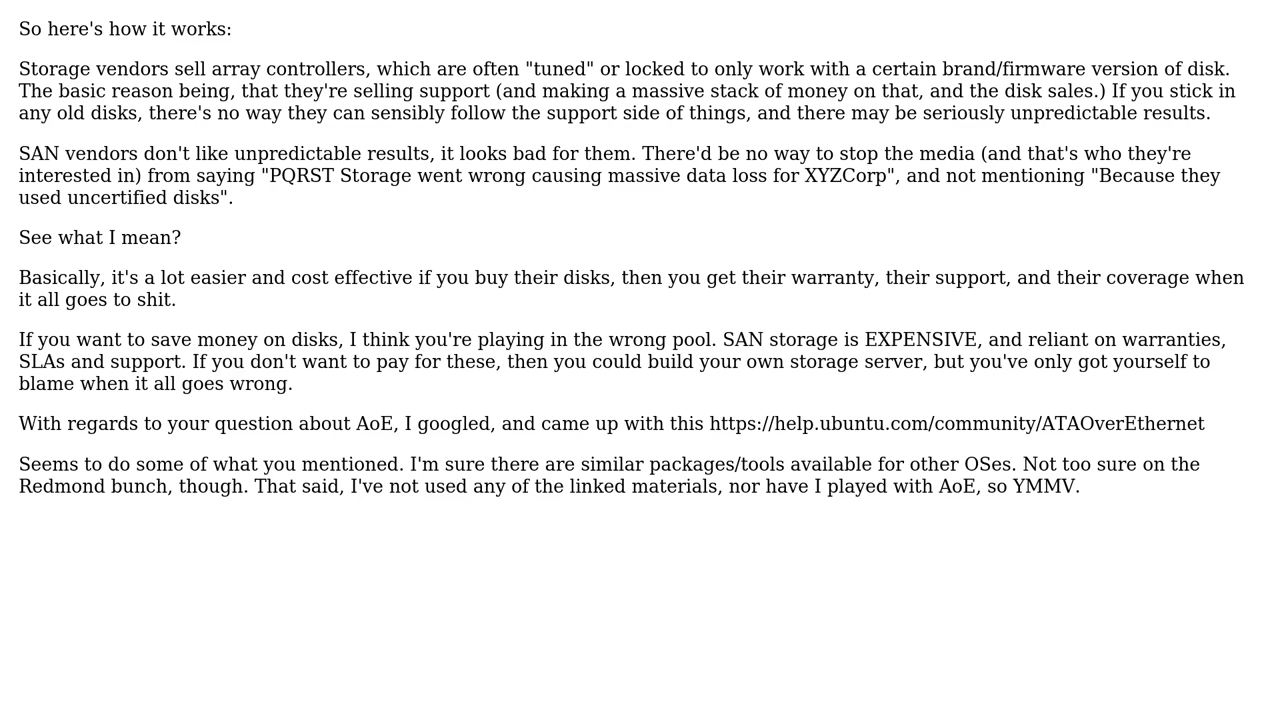 So here's how it works:
Storage vendors sell array controllers, which are often "tuned" or locked to only work with a certain brand/firmware version of disk.
The basic reason being, that they're selling support (and making a massive stack of money on that, and the disk sales.) If you stick in
any old disks, there's no way they can sensibly follow the support side of things, and there may be seriously unpredictable results.
SAN vendors don't like unpredictable results, it looks bad for them. There'd be no way to stop the media (and that's who they're
interested in) from saying "PQRST Storage went wrong causing massive data loss for XYZCorp", and not mentioning "Because they
used uncertified disks".
See what I mean?
Basically, it's a lot easier and cost effective if you buy their disks, then you get their warranty, their support, and their coverage when
it all goes to shit.
If you want to save money on disks, I think you're playing in the wrong pool. SAN storage is EXPENSIVE, and reliant on warranties,
SLAs and support. If you don't want to pay for these, then you could build your own storage server, but you've only got yourself to
blame when it all goes wrong.
With regards to your question about AoE, I googled, and came up with this https://help.ubuntu.com/community/ATAOverEthernet
Seems to do some of what you mentioned. I'm sure there are similar packages/tools available for other OSes. Not too sure on the
Redmond bunch, though. That said, I've not used any of the linked materials, nor have I played with AoE, so YMMV.